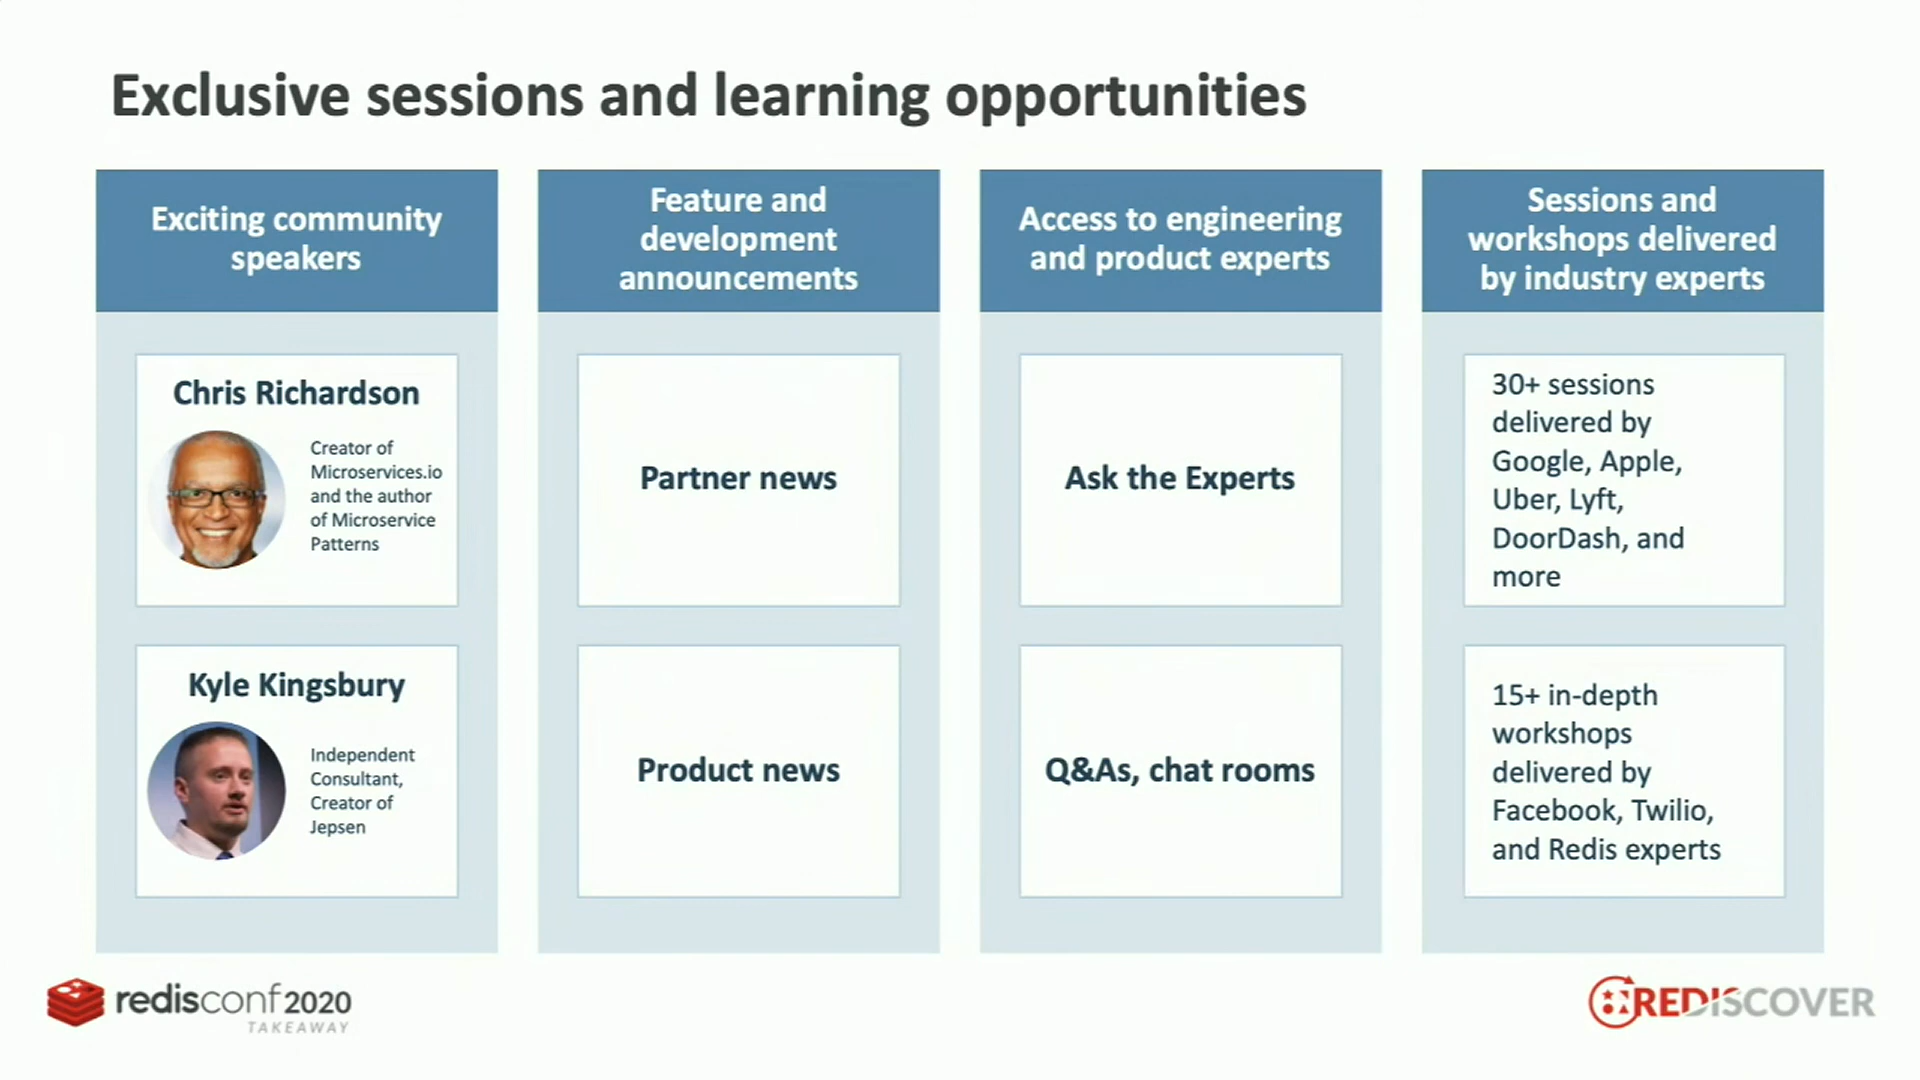 Exclusive sessions and learning opportunities
Exciting community
speakers
Chris Richardson
Creator of
Microservices.io
and the author
of Microservice
Patterns
Kyle Kingsbury
Independent
Consultant,
Creator of
Jepsen
Feature and
development
announcements
Partner news
Product news
Access to engineering
and product experts
Ask the Experts
Q&As, chat rooms
Sessions and
workshops delivered
by industry experts
30+ sessions
delivered by
Google, Apple,
Uber, Lyft,
DoorDash, and
more
15+ in-depth
workshops
delivered by
Facebook, Twilio,
and Redis experts
redisconf 2020
TAKEAWAY
REDISCOVER